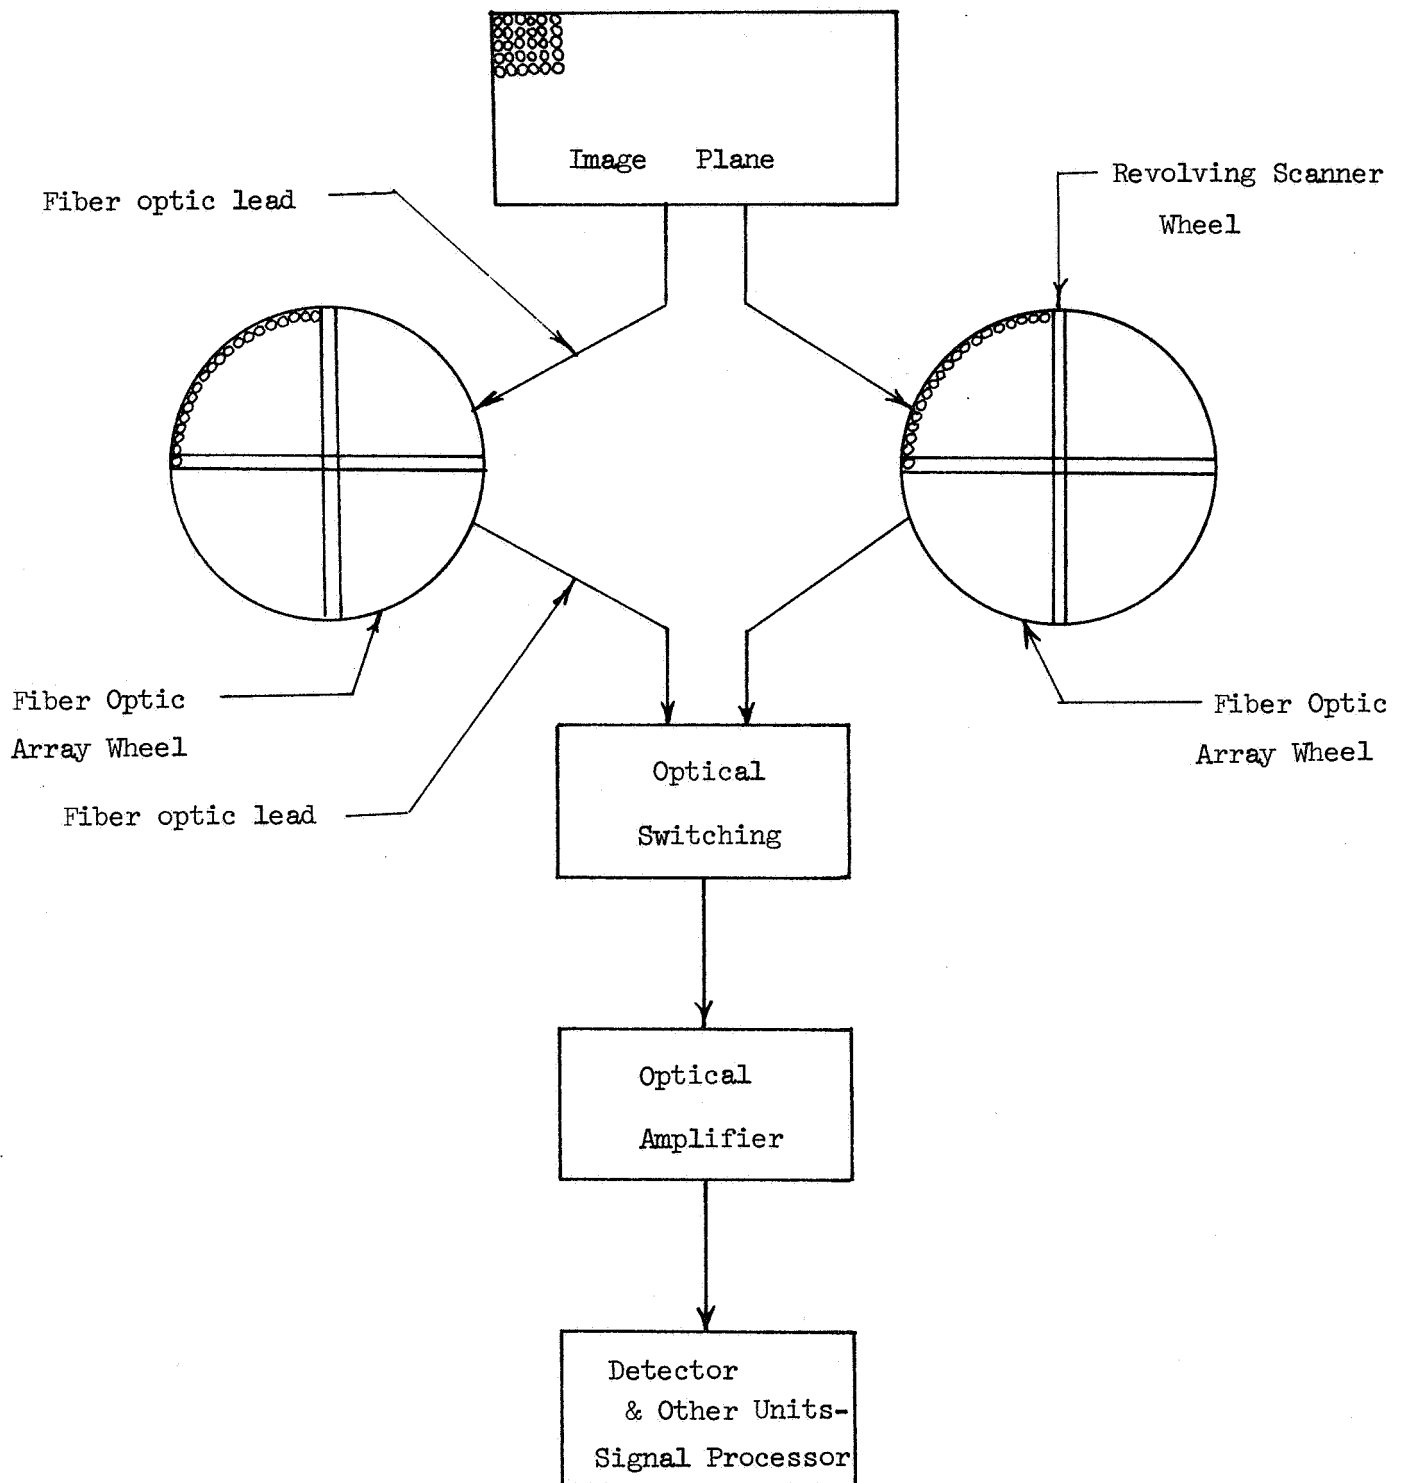 Image Plane
Fiber optic lead
Revolving Scanner
Wheel
Fiber Optic
Array Wheel
Fiber optic lead
Fiber Optic
Array Wheel
Optical
Switching
Optical
Amplifier
Detector
& Other Units-
Signal Processor